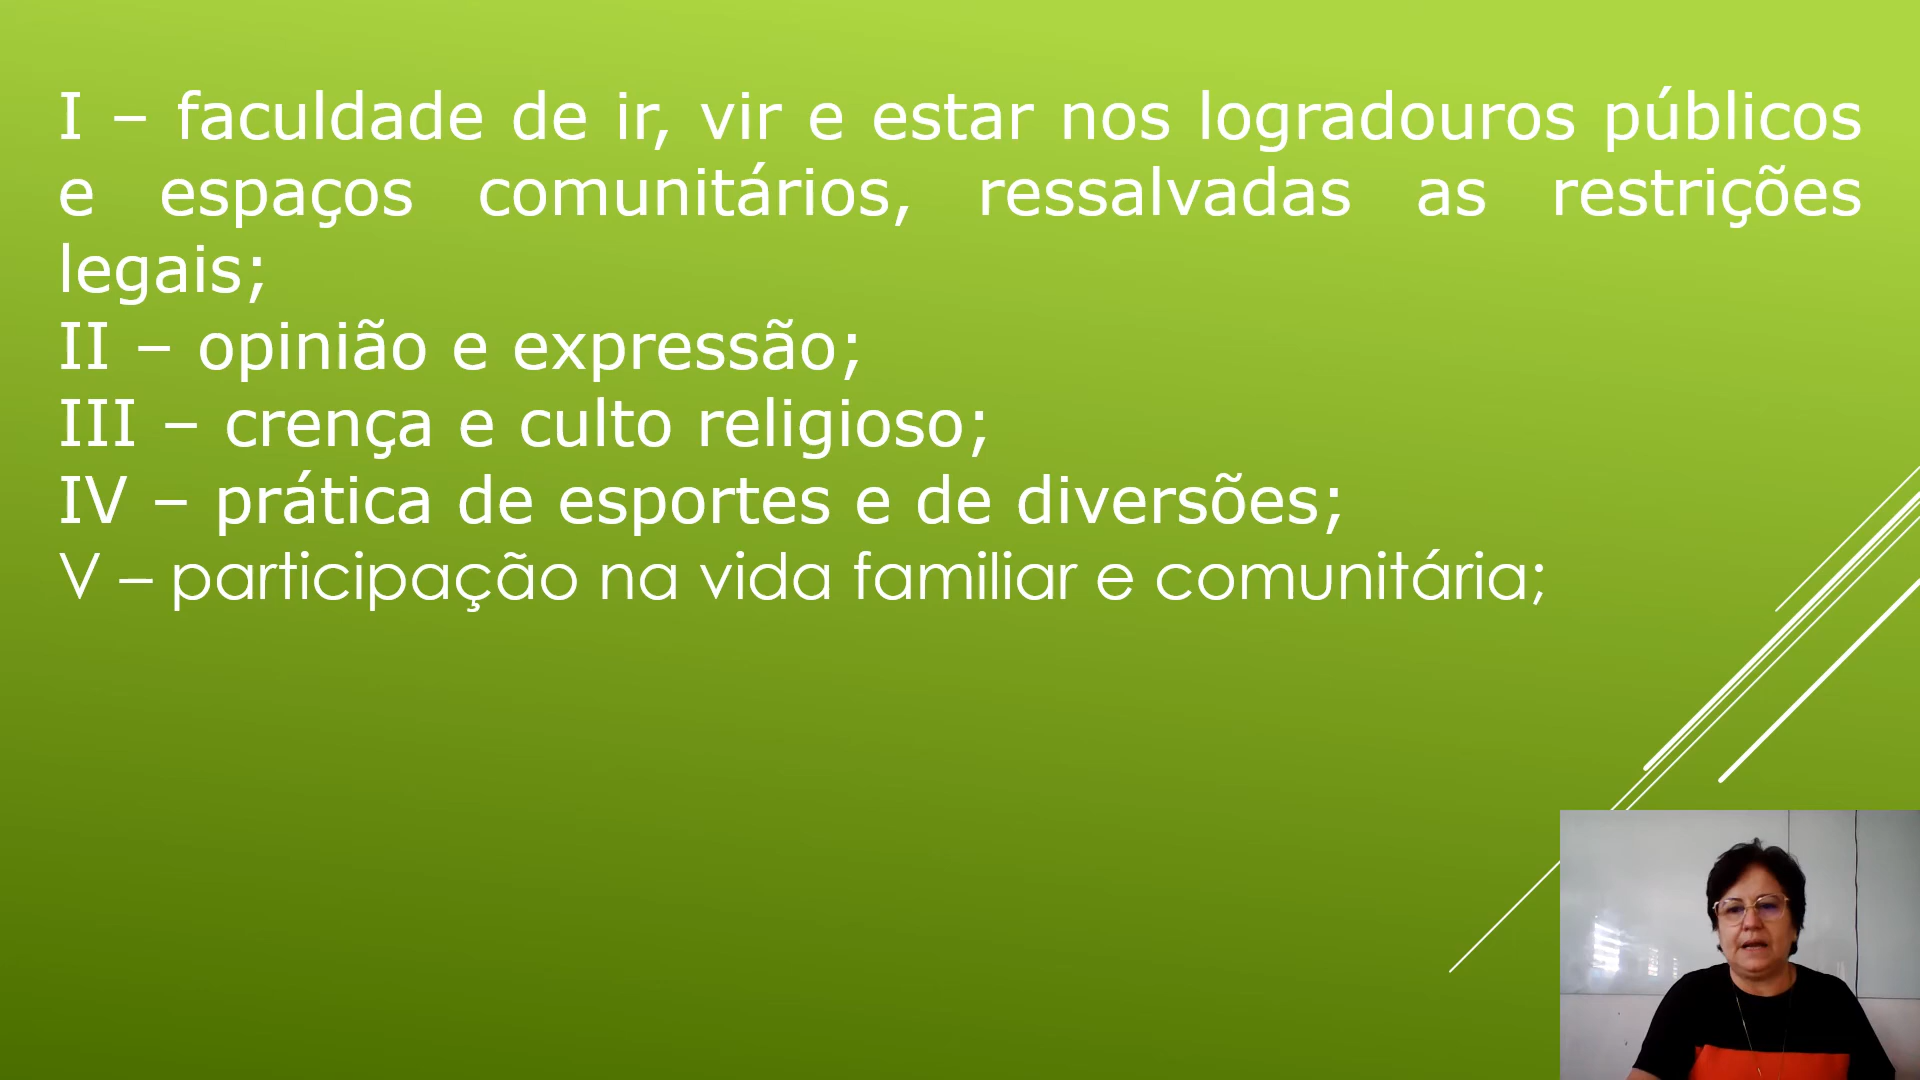 I – faculdade de ir, vir e estar nos logradouros públicos
e espaços comunitários, ressalvadas as restrições
legais;
II – opinião e expressão;
III – crença e culto religioso;
IV – prática de esportes e de diversões;
V – participação na vida familiar e comunitária;